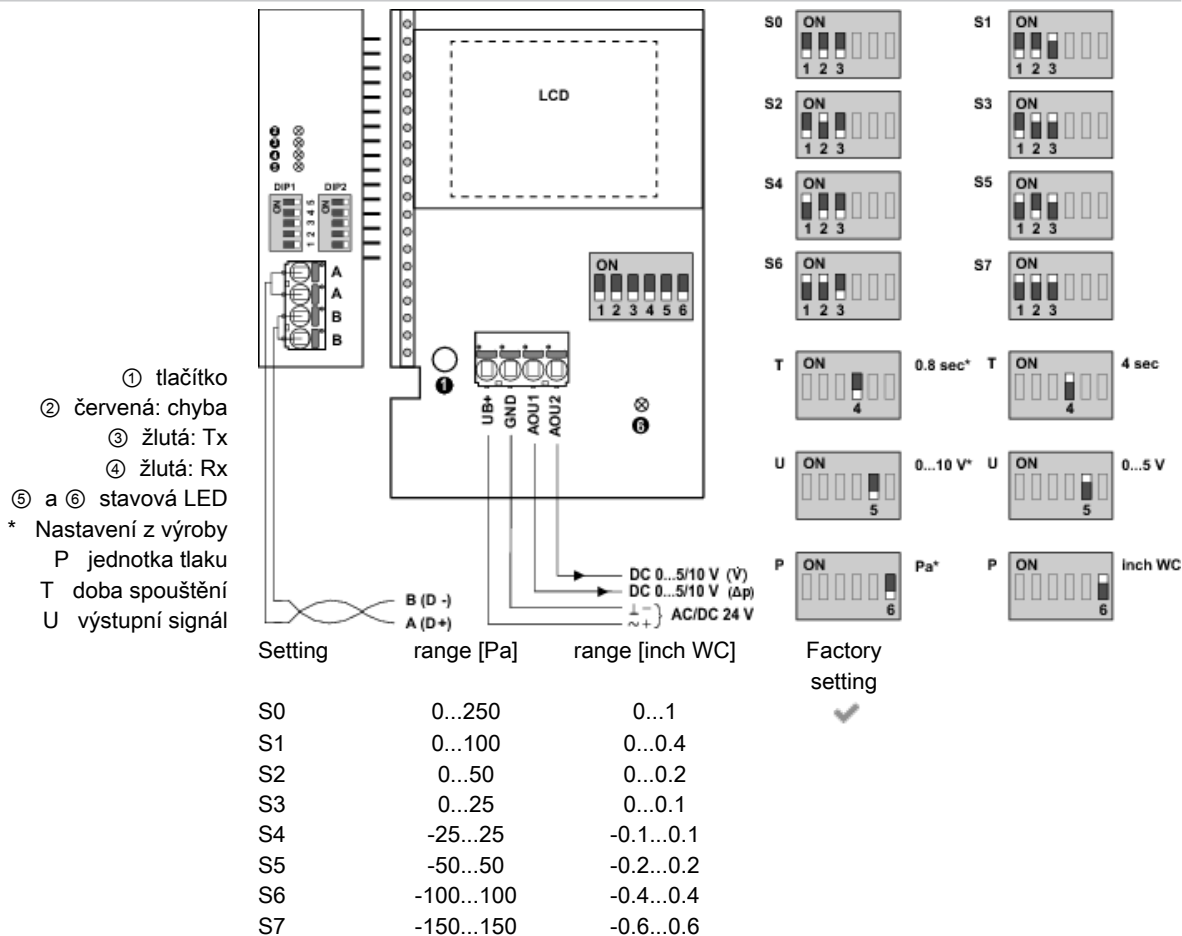 S0 ON 1 2 3
S1 ON 1 2 3
S2 ON 1 2 3
S3 ON 1 2 3
S4 ON 1 2 3
S5 ON 1 2 3
S6 ON 1 2 3
S7 ON 1 2 3
T ON 4 0.8 sec*
T ON 4 4 sec
U ON 5 0...10 V*
U ON 5 0...5 V
P ON 6 Pa*
P ON 6 inch WC
LCD
❷
❸
❹
❺
DIP1 DIP2
ON 1 2 3 4 5 ON
A
A
B
B
ON
1 2 3 4 5 6
❶
UB+ GND AOU1 AOU2
❻
DC 0...5/10 V (V̇)
DC 0...5/10 V (Δp)
⊥ −
~ + } AC/DC 24 V
B (D -)
A (D+)
① tlačítko
② červená: chyba
③ žlutá: Tx
④ žlutá: Rx
⑤ a ⑥ stavová LED
* Nastavení z výroby
P jednotka tlaku
T doba spouštění
U výstupní signál
Setting range [Pa] range [inch WC] Factory
setting
S0 0...250 0...1 ✔
S1 0...100 0...0.4
S2 0...50 0...0.2
S3 0...25 0...0.1
S4 -25...25 -0.1...0.1
S5 -50...50 -0.2...0.2
S6 -100...100 -0.4...0.4
S7 -150...150 -0.6...0.6